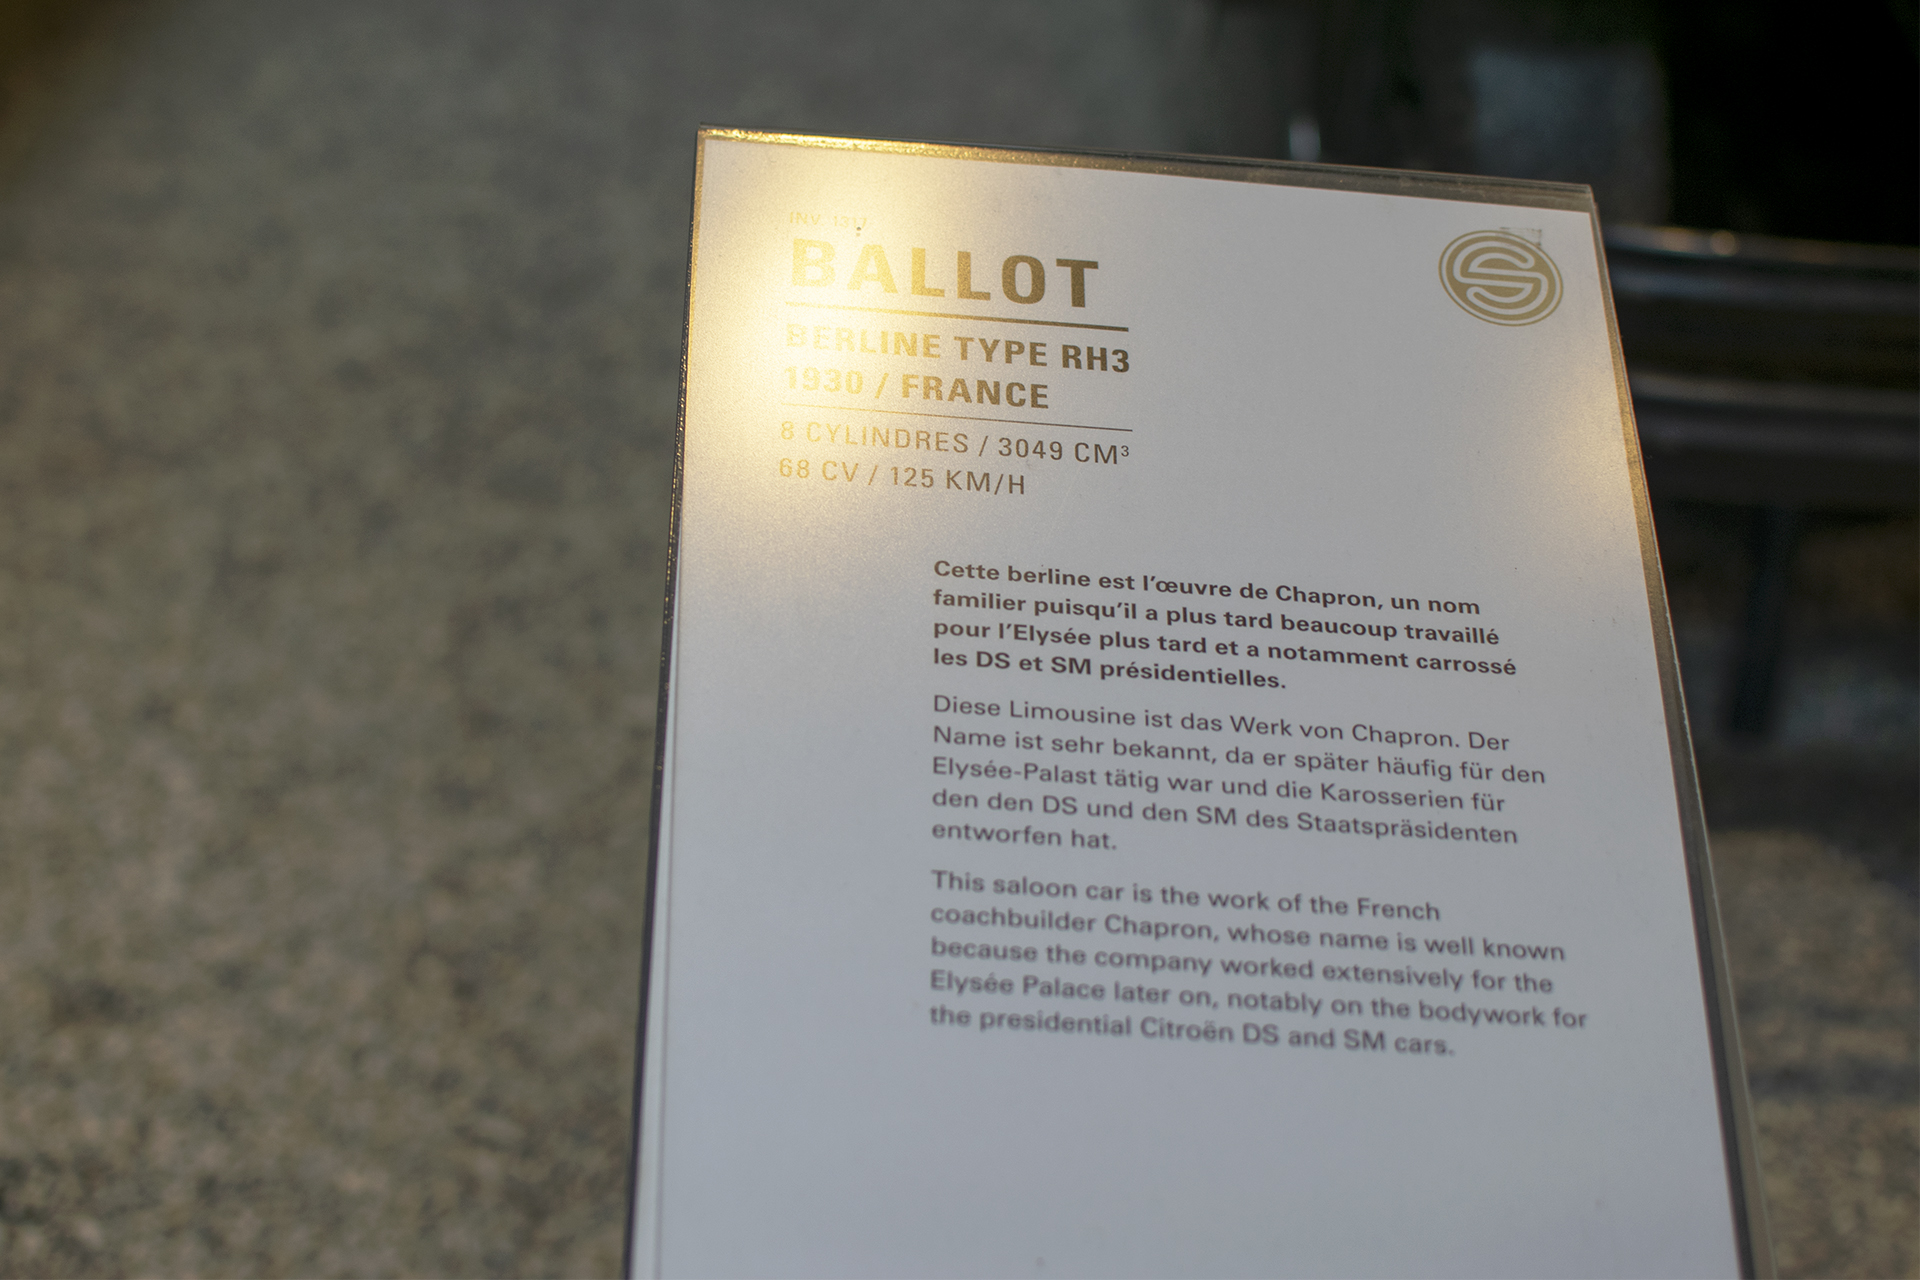 INV 1317
BALLOT
BERLINE TYPE RH3
1930 / FRANCE
8 CYLINDRES / 3049 CM³
68 CV / 125 KM/H
Cette berline est l'œuvre de Chapron, un nom
familier puisqu'il a plus tard beaucoup travaillé
pour l'Elysée plus tard et a notamment carrossé
les DS et SM présidentielles.
Diese Limousine ist das Werk von Chapron. Der
Name ist sehr bekannt, da er später häufig für den
Elysée-Palast tätig war und die Karosserien für
den den DS und den SM des Staatspräsidenten
entworfen hat.
This saloon car is the work of the French
coachbuilder Chapron, whose name is well known
because the company worked extensively for the
Elysée Palace later on, notably on the bodywork for
the presidential Citroën DS and SM cars.